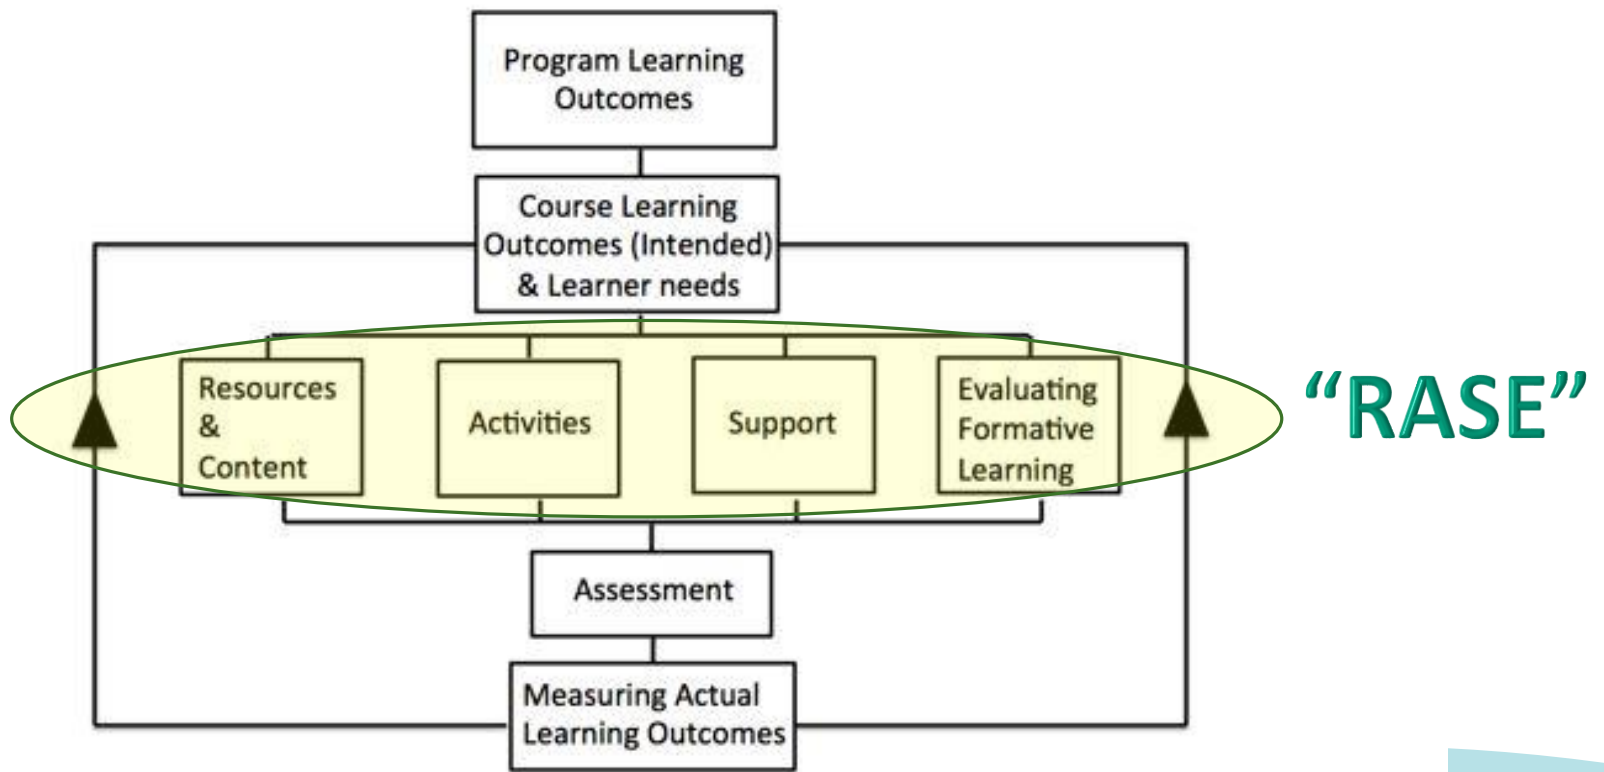 Program Learning
Outcomes
Course Learning
Outcomes (Intended)
& Learner needs
Resources
&
Content
Activities
Support
Evaluating
Formative
Learning
“RASE”
Assessment
Measuring Actual
Learning Outcomes